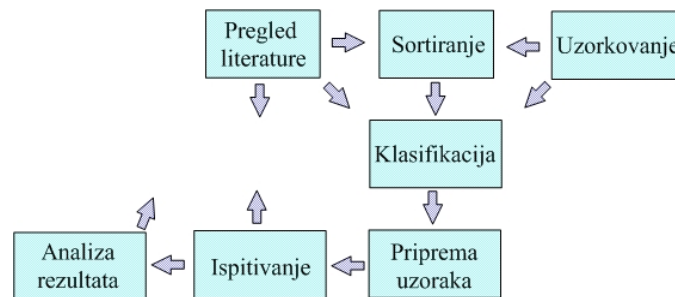 Pregled
literature
Sortiranje
Uzorkovanje
Klasifikacija
Analiza
rezultata
Ispitivanje
Priprema
uzoraka